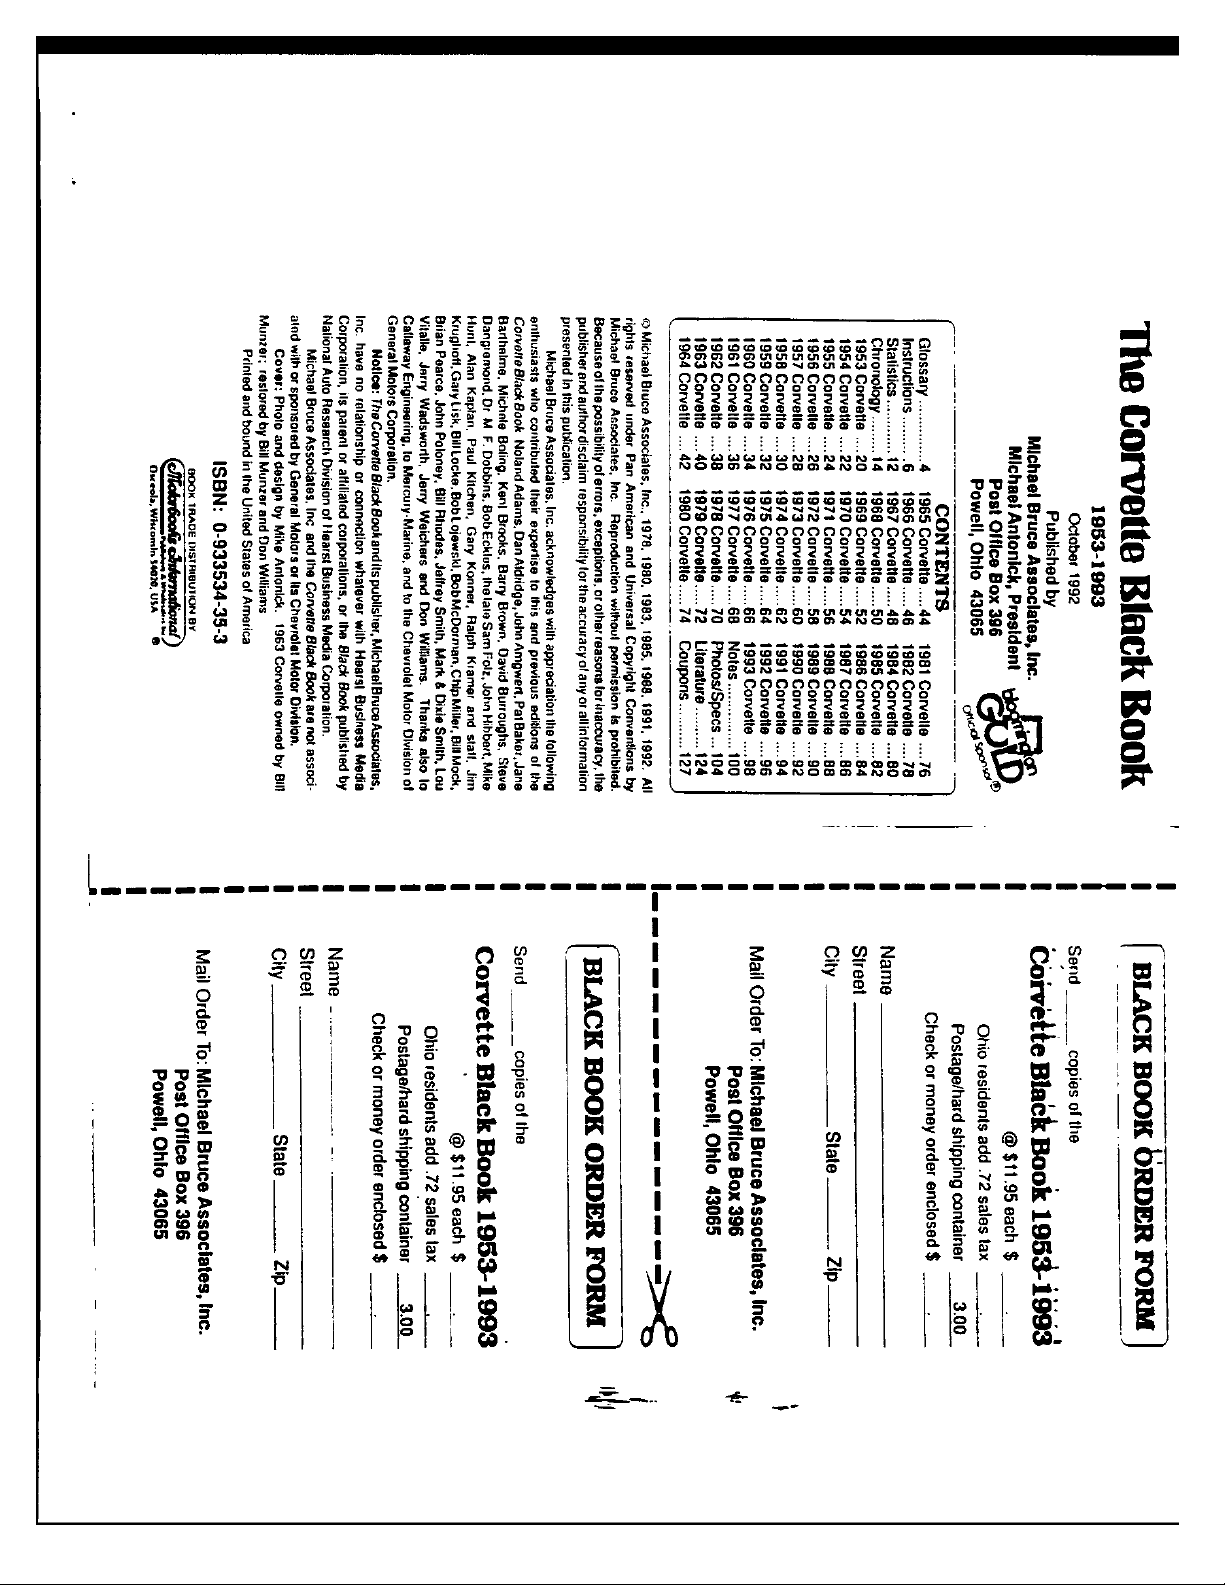 The Corvette Black Book
1953-1993
October 1992
Published by
Michael Bruce Associates, Inc.
Michael Antonick, President
Post Office Box 396
Powell, Ohio 43065
bloomington
GOLD
Official sponsor ®
CONTENTS
Glossary ............ 4 1965 Corvette .... 44 1981 Corvette .... 76
Instructions ....... 6 1966 Corvette .... 46 1982 Corvette .... 78
Statistics .......... 12 1967 Corvette .... 48 1984 Corvette .... 80
Chronology ....... 14 1968 Corvette .... 50 1985 Corvette .... 82
1953 Corvette .... 20 1969 Corvette .... 52 1986 Corvette .... 84
1954 Corvette .... 22 1970 Corvette .... 54 1987 Corvette .... 86
1955 Corvette .... 24 1971 Corvette .... 56 1988 Corvette .... 88
1956 Corvette .... 26 1972 Corvette .... 58 1989 Corvette .... 90
1957 Corvette .... 28 1973 Corvette .... 60 1990 Corvette .... 92
1958 Corvette .... 30 1974 Corvette .... 62 1991 Corvette .... 94
1959 Corvette .... 32 1975 Corvette .... 64 1992 Corvette .... 96
1960 Corvette .... 34 1976 Corvette .... 66 1993 Corvette .... 98
1961 Corvette .... 36 1977 Corvette .... 68 Notes ............ 100
1962 Corvette .... 38 1978 Corvette .... 70 Photos/Specs ... 104
1963 Corvette .... 40 1979 Corvette .... 72 Literature ........ 124
1964 Corvette .... 42 1980 Corvette .... 74 Coupons ......... 127
© Michael Bruce Associates, Inc., 1978, 1980, 1983, 1985, 1988, 1991, 1992. All
rights reserved under Pan American and Universal Copyright Conventions by
Michael Bruce Associates, Inc. Reproduction without permission is prohibited.
Because of the possibility of errors, exceptions, or other reasons for inaccuracy, the
publisher and author disclaim responsibility for the accuracy of any or all information
presented in this publication.
Michael Bruce Associates, Inc. acknowledges with appreciation the following
enthusiasts who contributed their expertise to this and previous editions of the
Corvette Black Book: Noland Adams, Dan Aldridge, John Amgwert, Pat Baker, Jane
Barthelme, Michele Boling, Kent Brooks, Barry Brown, David Burroughs, Steve
Dangremond, Dr M. F. Dobbins, Bob Eckles, the late Sam Folz, John Hibbert, Mike
Hunt, Alan Kaplan, Paul Kitchen, Gary Konner, Ralph Kramer and staff, Jim
Krughoff, Gary Lisk, Bill Locke, Bob Lojewski, Bob McDorman, Chip Miller, Bill Mock,
Brian Pearce, John Poloney, Bill Rhodes, Jeffrey Smith, Mark & Dixie Smith, Lou
Vitalle, Jerry Wadsworth, Jerry Weichers and Don Williams. Thanks also to
Callaway Engineering, to Mercury-Marine, and to the Chevrolet Motor Division of
General Motors Corporation.
Notice: The Corvette Black Book and its publisher, Michael Bruce Associates,
Inc. have no relationship or connection whatever with Hearst Business Media
Corporation, its parent or affiliated corporations, or the Black Book published by
National Auto Research Division of Hearst Business Media Corporation.
Michael Bruce Associates, Inc. and the Corvette Black Book are not associ-
ated with or sponsored by General Motors or its Chevrolet Motor Division.
Cover: Photo and design by Mike Antonick. 1963 Corvette owned by Bill
Munzer; restored by Bill Munzer and Don Williams
Printed and bound in the United States of America
ISBN: 0-933534-35-3
BOOK TRADE DISTRIBUTION BY
Motorbooks International
Publishers & Wholesalers Inc.
Osceola, Wisconsin 54020, USA ®
BLACK BOOK ORDER FORM
Send ______ copies of the
Corvette Black Book 1953-1993
@ $11.95 each $ ____.____
Ohio residents add .72 sales tax ____.____
Postage/hard shipping container 3.00
Check or money order enclosed $ ____.____
Name
Street
City ______ State ______ Zip ______
Mail Order To: Michael Bruce Associates, Inc.
Post Office Box 396
Powell, Ohio 43065
BLACK BOOK ORDER FORM
Send ______ copies of the
Corvette Black Book 1953-1993
@ $11.95 each $ ____.____
Ohio residents add .72 sales tax ____.____
Postage/hard shipping container 3.00
Check or money order enclosed $ ____.____
Name
Street
City ______ State ______ Zip ______
Mail Order To: Michael Bruce Associates, Inc.
Post Office Box 396
Powell, Ohio 43065